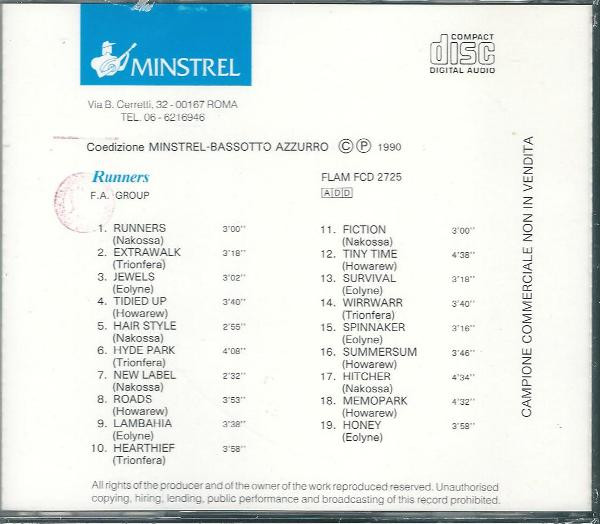 MINSTREL
COMPACT
disc
DIGITAL AUDIO
Via B. Cerretti, 32 - 00167 ROMA
TEL. 06 - 6216946
Coedizione MINSTREL-BASSOTTO AZZURRO © Ⓟ 1990
Runners
F.A. GROUP
FLAM FCD 2725
ADD
1. RUNNERS 3'00''
(Nakossa)
2. EXTRAWALK 3'18''
(Trionfera)
3. JEWELS 3'02''
(Eolyne)
4. TIDIED UP 3'40''
(Howarew)
5. HAIR STYLE 2'55''
(Nakossa)
6. HYDE PARK 4'08''
(Trionfera)
7. NEW LABEL 2'32''
(Nakossa)
8. ROADS 3'53''
(Howarew)
9. LAMBAHIA 3'38''
(Eolyne)
10. HEARTHIEF 3'58''
(Trionfera)
11. FICTION 3'00''
(Nakossa)
12. TINY TIME 4'38''
(Howarew)
13. SURVIVAL 3'18''
(Eolyne)
14. WIRRWARR 3'40''
(Trionfera)
15. SPINNAKER 3'16''
(Eolyne)
16. SUMMERSUM 3'46''
(Howarew)
17. HITCHER 4'34''
(Nakossa)
18. MEMOPARK 4'32''
(Howarew)
19. HONEY 3'58''
(Eolyne)
CAMPIONE COMMERCIALE NON IN VENDITA
All rights of the producer and of the owner of the work reproduced reserved. Unauthorised
copying, hiring, lending, public performance and broadcasting of this record prohibited.